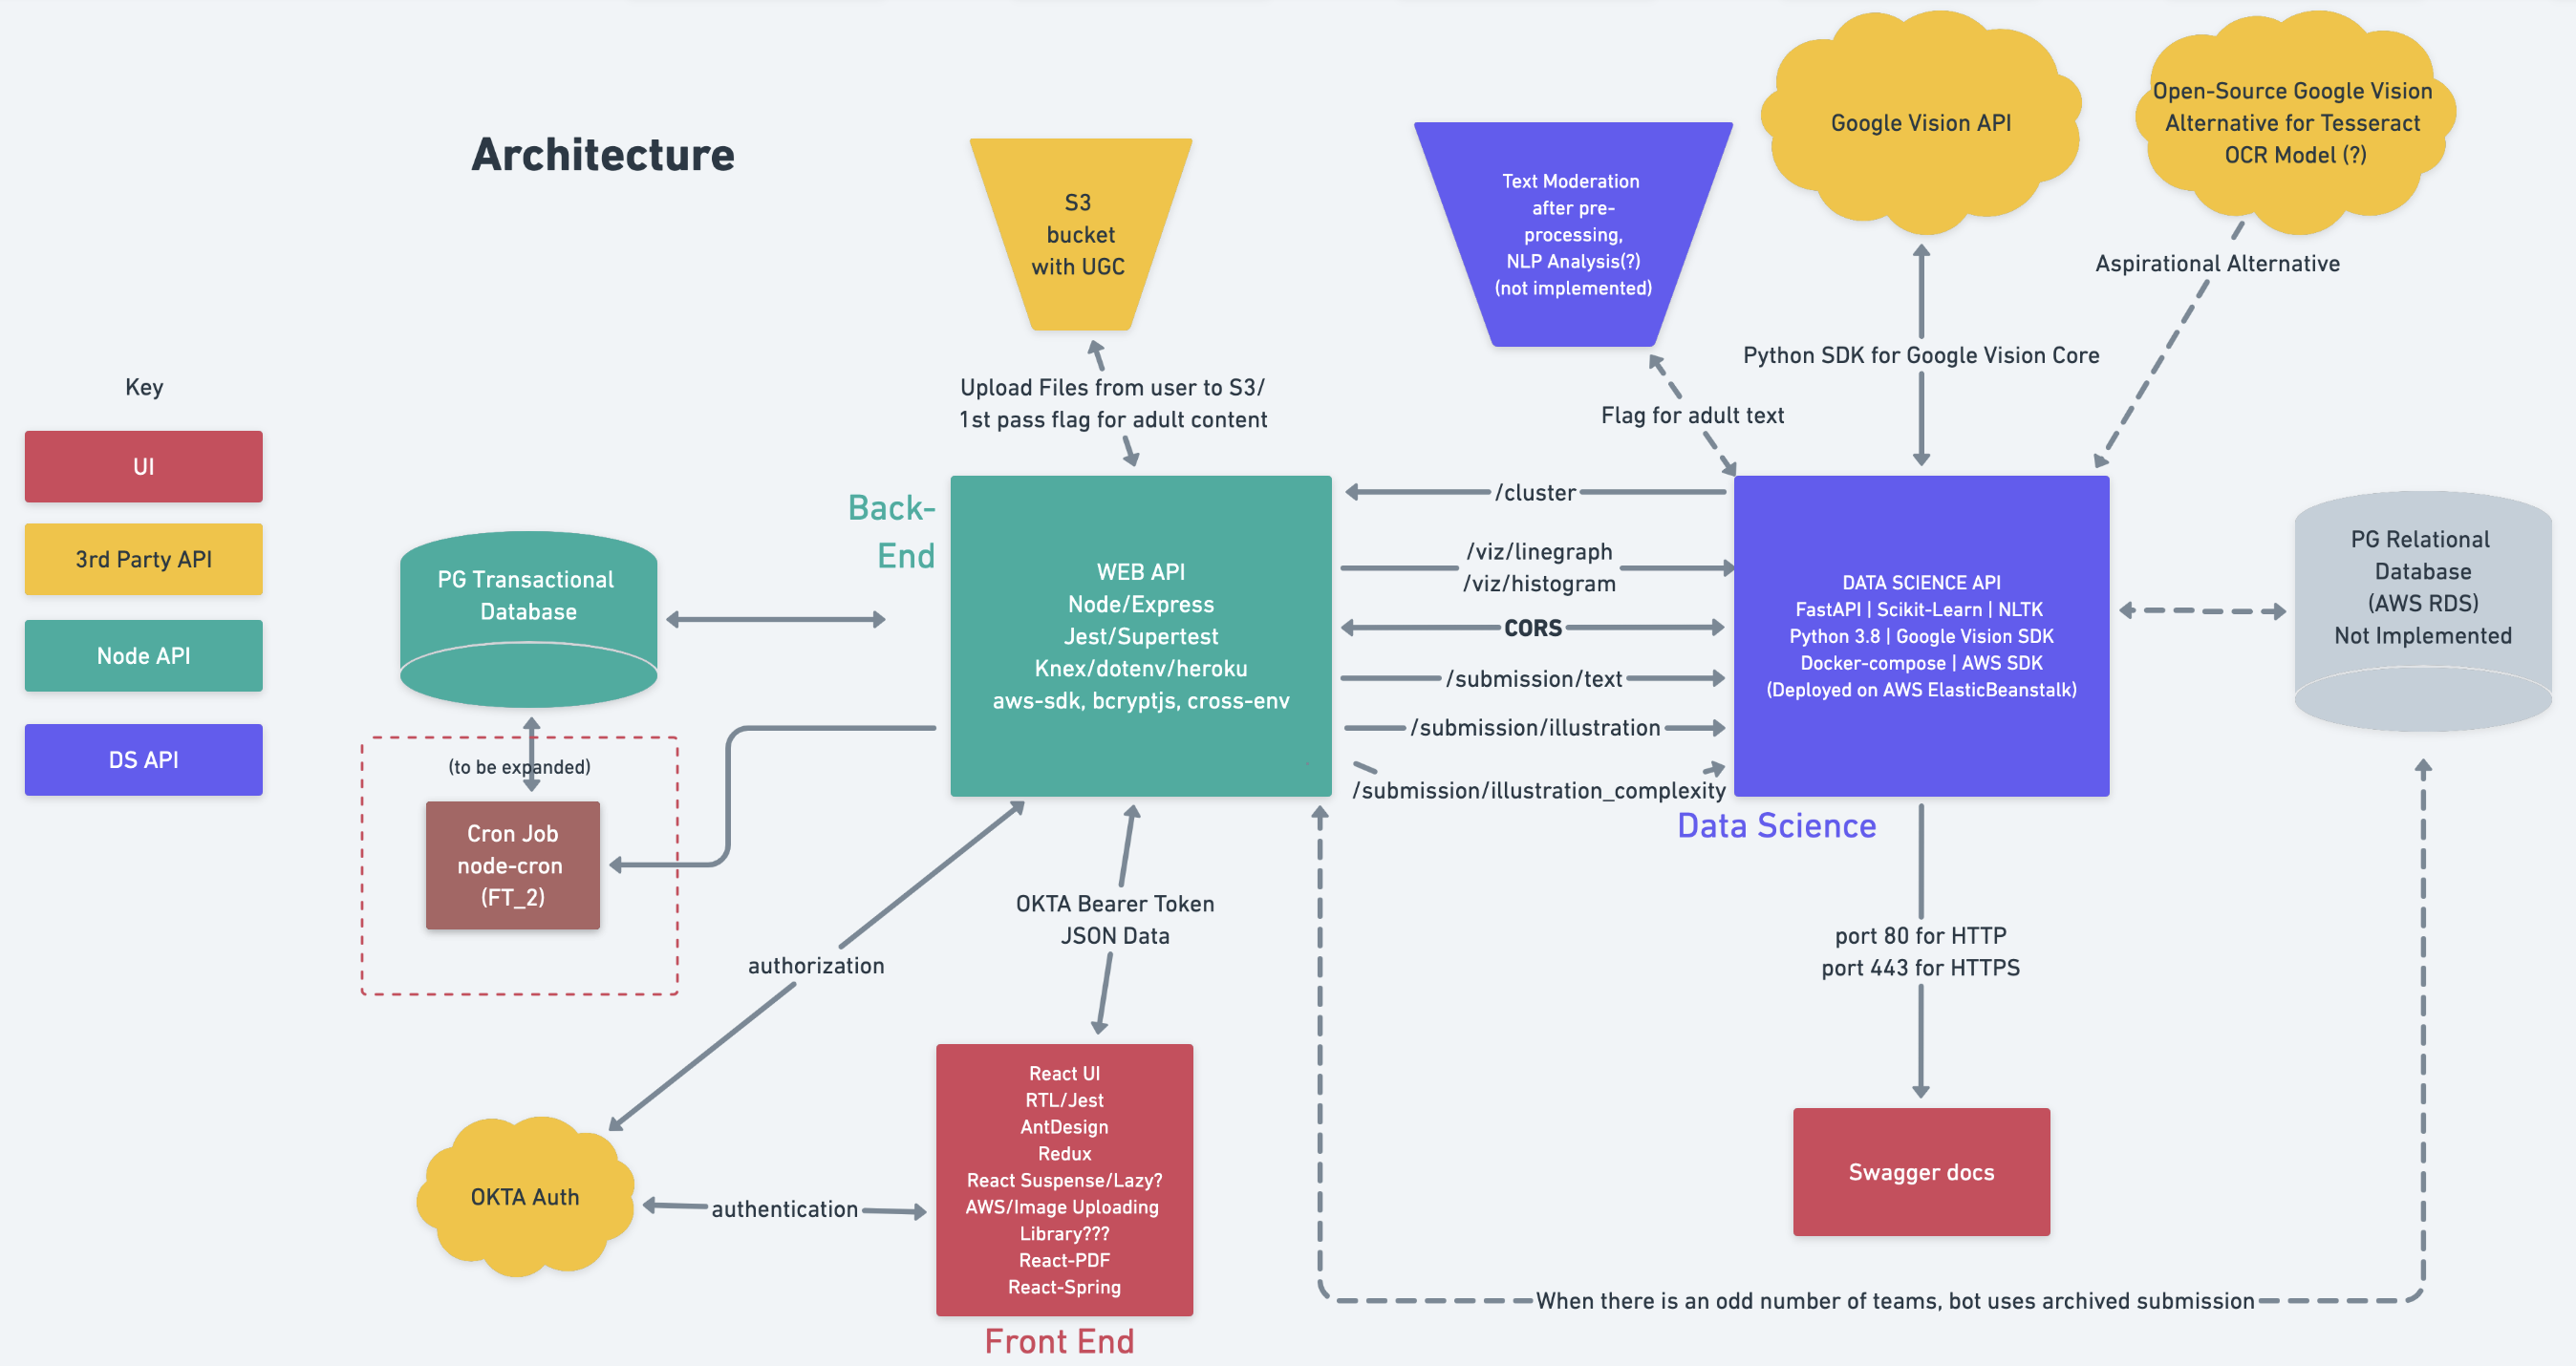 Architecture
Key
UI
3rd Party API
Node API
DS API
S3
bucket
with UGC
Upload Files from user to S3/
1st pass flag for adult content
Text Moderation
after pre-
processing,
NLP Analysis(?)
(not implemented)
Flag for adult text
Google Vision API
Python SDK for Google Vision Core
Open-Source Google Vision
Alternative for Tesseract
OCR Model (?)
Aspirational Alternative
Back-
End
PG Transactional
Database
(to be expanded)
Cron Job
node-cron
(FT_2)
WEB API
Node/Express
Jest/Supertest
Knex/dotenv/heroku
aws-sdk, bcryptjs, cross-env
/cluster
/viz/linegraph
/viz/histogram
CORS
/submission/text
/submission/illustration
/submission/illustration_complexity
DATA SCIENCE API
FastAPI | Scikit-Learn | NLTK
Python 3.8 | Google Vision SDK
Docker-compose | AWS SDK
(Deployed on AWS ElasticBeanstalk)
Data Science
PG Relational
Database
(AWS RDS)
Not Implemented
authorization
OKTA Bearer Token
JSON Data
port 80 for HTTP
port 443 for HTTPS
OKTA Auth
authentication
React UI
RTL/Jest
AntDesign
Redux
React Suspense/Lazy?
AWS/Image Uploading
Library???
React-PDF
React-Spring
Front End
Swagger docs
When there is an odd number of teams, bot uses archived submission